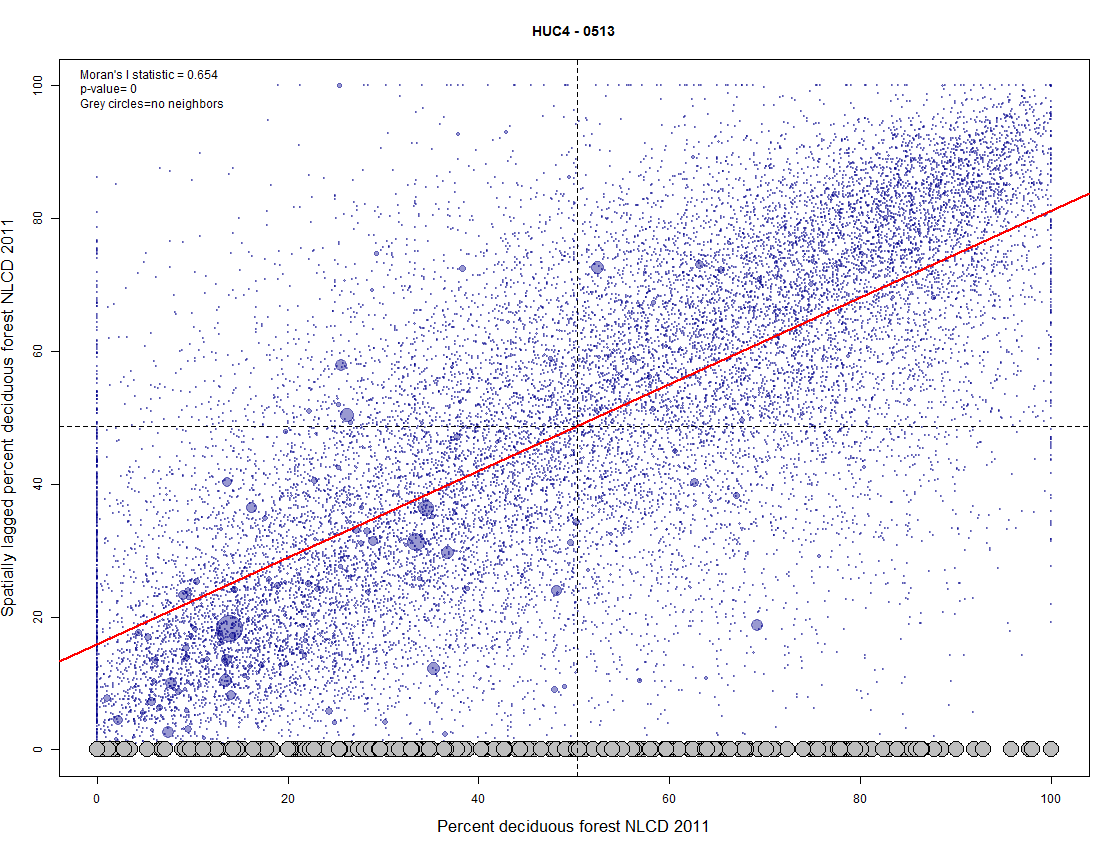 HUC4 - 0513
Moran's I statistic = 0.654
p-value= 0
Grey circles=no neighbors
Spatially lagged percent deciduous forest NLCD 2011
100
80
60
40
20
0
0 20 40 60 80 100
Percent deciduous forest NLCD 2011